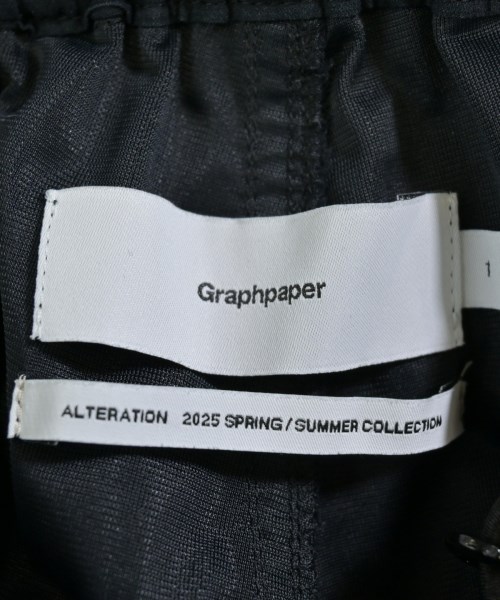 Graphpaper
1
ALTERATION 2025 SPRING/SUMMER COLLECTION